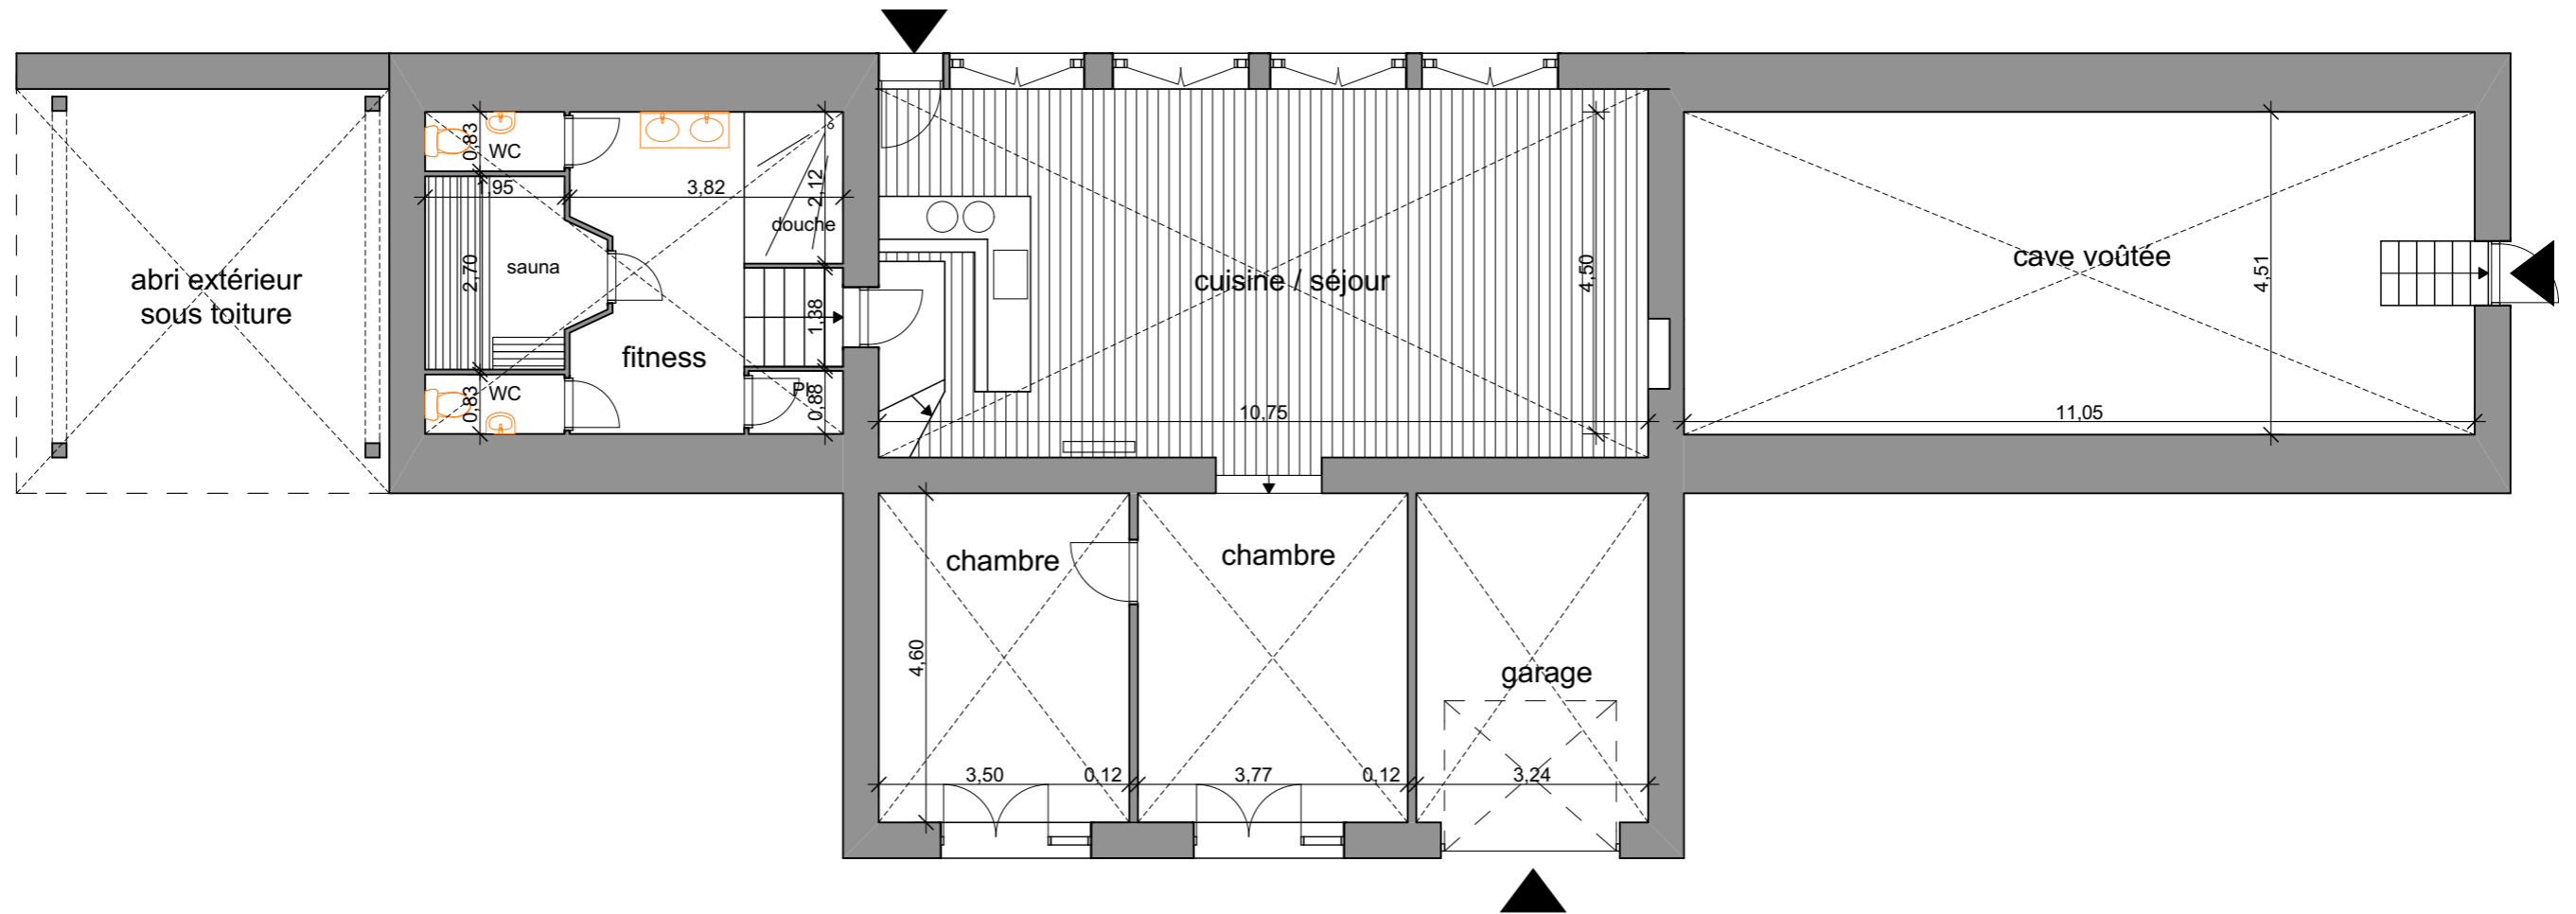 0,83
WC
1,95
3,82
2,12
douche
abri extérieur
sous toiture
2,70
sauna
1,38
fitness
WC
0,83
PL
0,88
cuisine / séjour
4,50
10,75
cave voûtée
4,51
11,05
chambre
chambre
4,60
garage
3,50
0,12
3,77
0,12
3,24